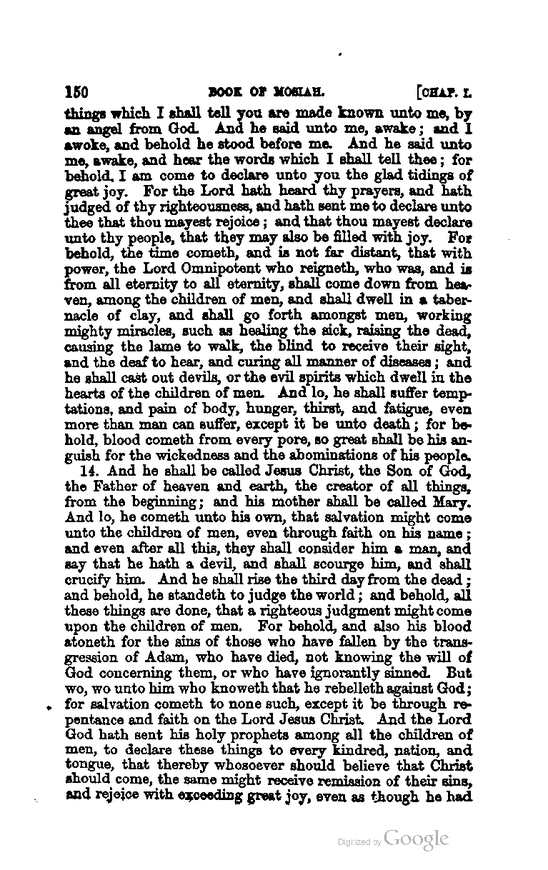 150 BOOK OF MOSIAH. [CHAP. I.
things which I shall tell you are made known unto me, by
an angel from God. And he said unto me, awake; and I
awoke, and behold he stood before me. And he said unto
me, awake, and hear the words which I shall tell thee; for
behold, I am come to declare unto you the glad tidings of
great joy. For the Lord hath heard thy prayers, and hath
judged of thy righteousness, and hath sent me to declare unto
thee that thou mayest rejoice; and that thou mayest declare
unto thy people, that they may also be filled with joy. For
behold, the time cometh, and is not far distant, that with
power, the Lord Omnipotent who reigneth, who was, and is
from all eternity to all eternity, shall come down from hea-
ven, among the children of men, and shall dwell in a taber-
nacle of clay, and shall go forth amongst men, working
mighty miracles, such as healing the sick, raising the dead,
causing the lame to walk, the blind to receive their sight,
and the deaf to hear, and curing all manner of diseases; and
he shall cast out devils, or the evil spirits which dwell in the
hearts of the children of men. And lo, he shall suffer temp-
tations, and pain of body, hunger, thirst, and fatigue, even
more than man can suffer, except it be unto death; for be-
hold, blood cometh from every pore, so great shall be his an-
guish for the wickedness and the abominations of his people.
14. And he shall be called Jesus Christ, the Son of God,
the Father of heaven and earth, the creator of all things,
from the beginning; and his mother shall be called Mary.
And lo, he cometh unto his own, that salvation might come
unto the children of men, even through faith on his name;
and even after all this, they shall consider him a man, and
say that he hath a devil, and shall scourge him, and shall
crucify him. And he shall rise the third day from the dead;
and behold, he standeth to judge the world; and behold, all
these things are done, that a righteous judgment might come
upon the children of men. For behold, and also his blood
atoneth for the sins of those who have fallen by the trans-
gression of Adam, who have died, not knowing the will of
God concerning them, or who have ignorantly sinned. But
wo, wo unto him who knoweth that he rebelleth against God;
for salvation cometh to none such, except it be through re-
pentance and faith on the Lord Jesus Christ. And the Lord
God hath sent his holy prophets among all the children of
men, to declare these things to every kindred, nation, and
tongue, that thereby whosoever should believe that Christ
should come, the same might receive remission of their sins,
and rejoice with exceeding great joy, even as though he had
Digitized by Google